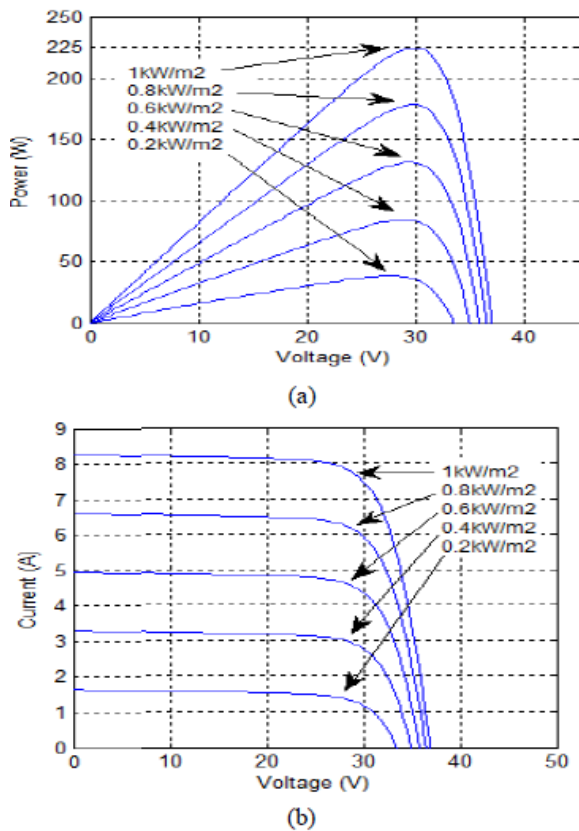 250
225
250
150
100
50
0
Power (W)
1kW/m2
0.8kW/m2
0.6kW/m2
0.4kW/m2
0.2kW/m2
0 10 20 30 40
Voltage (V)
(a)
9
8
7
6
5
4
3
2
1
0
Current (A)
1kW/m2
0.8kW/m2
0.6kW/m2
0.4kW/m2
0.2kW/m2
0 10 20 30 40 50
Voltage (V)
(b)